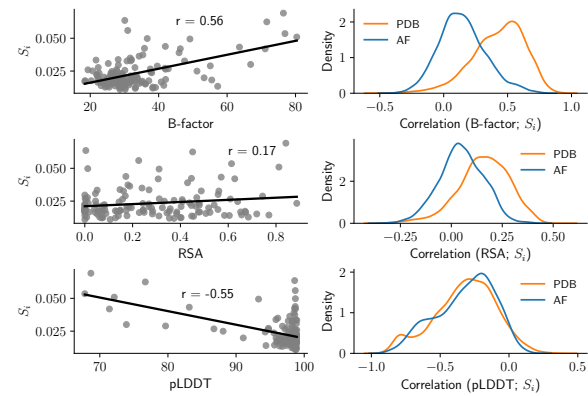 r = 0.56
0.050
0.025
S_i
20
40
60
80
B-factor
PDB
AF
Density
2
1
0
−0.5
0.0
0.5
1.0
Correlation (B-factor; S_i)
r = 0.17
0.050
0.025
S_i
0.0
0.2
0.4
0.6
0.8
RSA
PDB
AF
Density
2
0
−0.25
0.00
0.25
0.50
Correlation (RSA; S_i)
r = -0.55
0.050
0.025
S_i
70
80
90
100
pLDDT
PDB
AF
Density
2
1
0
−1.0
−0.5
0.0
0.5
Correlation (pLDDT; S_i)